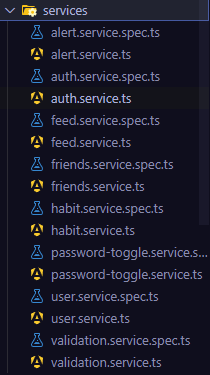 services
alert.service.spec.ts
alert.service.ts
auth.service.spec.ts
auth.service.ts
feed.service.spec.ts
feed.service.ts
friends.service.spec.ts
friends.service.ts
habit.service.spec.ts
habit.service.ts
password-toggle.service.s...
password-toggle.service.ts
user.service.spec.ts
user.service.ts
validation.service.spec.ts
validation.service.ts